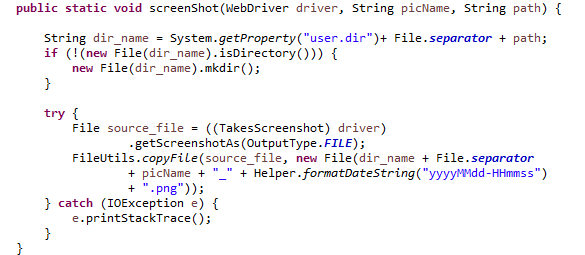 public static void screenShot(WebDriver driver, String picName, String path) {
String dir_name = System.getProperty("user.dir")+ File.separator + path;
if (!(new File(dir_name).isDirectory())) {
new File(dir_name).mkdir();
}
try {
File source_file = ((TakesScreenshot) driver)
.getScreenshotAs(OutputType.FILE);
FileUtils.copyFile(source_file, new File(dir_name + File.separator
+ picName + "_" + Helper.formatDateString("yyyyMMdd-HHmmss")
+ ".png"));
} catch (IOException e) {
e.printStackTrace();
}
}